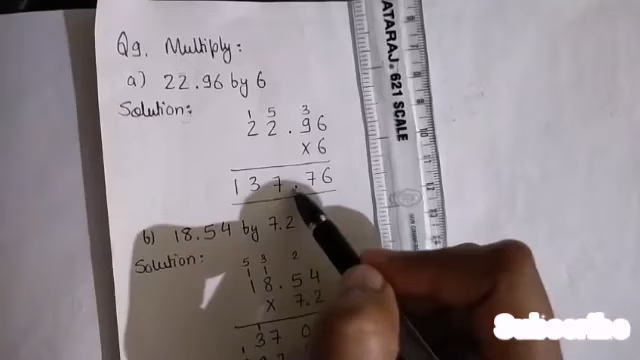 Q9. Multiply:
a) 22.96 by 6
Solution:
1 5 3
22.96
x 6
137.76
b) 18.54 by 7.2
Solution:
5 3 2
1 1
18.54
x 7.2
1
37 0
ATARAJ. 621 SCALE
Subscribe